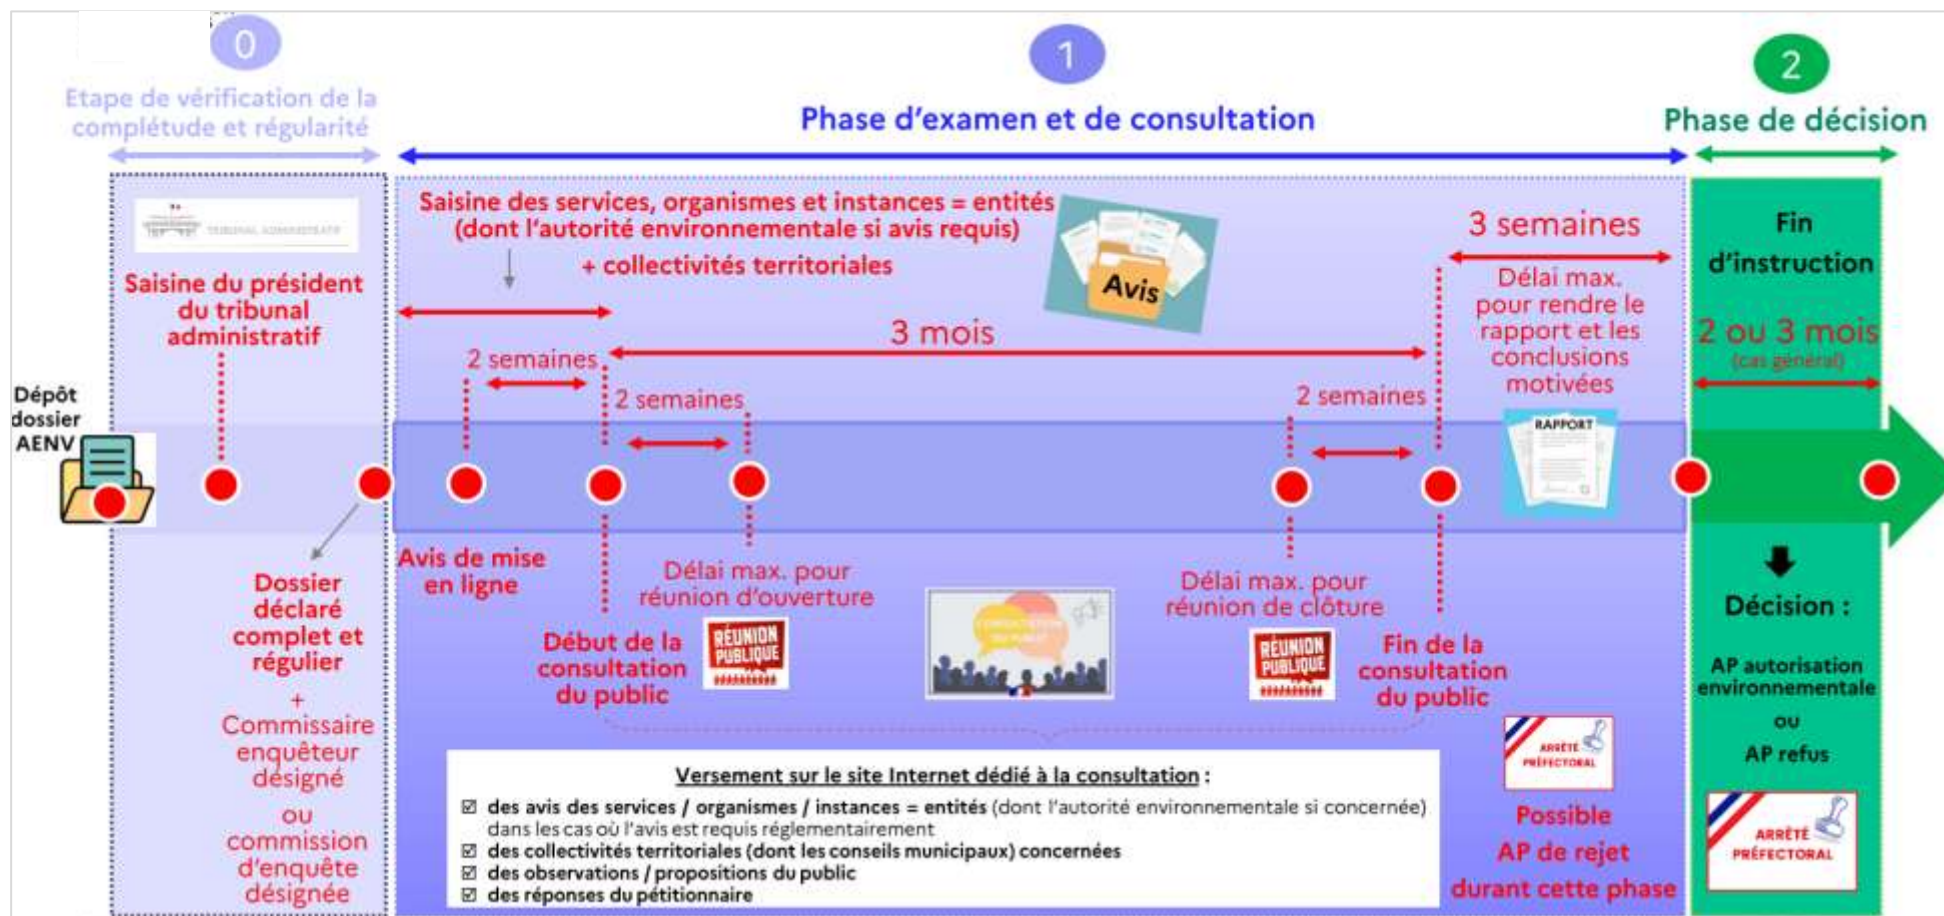 0
1
2
Etape de vérification de la
complétude et régularité
Phase d'examen et de consultation
Phase de décision
TRIBUNAL ADMINISTRATIF
Saisine du président
du tribunal
administratif
Dépôt
dossier
AENV
Dossier
déclaré
complet et
régulier
+
Commissaire
enquêteur
désigné
ou
commission
d'enquête
désignée
Saisine des services, organismes et instances = entités
(dont l'autorité environnementale si avis requis)
+ collectivités territoriales
Avis
3 mois
2 semaines
2 semaines
2 semaines
3 semaines
Délai max.
pour rendre le
rapport et les
conclusions
motivées
RAPPORT
Avis de mise
en ligne
Début de la
consultation
du public
Délai max. pour
réunion d'ouverture
RÉUNION
PUBLIQUE
CONSULTATION
DU PUBLIC
Délai max. pour
réunion de clôture
RÉUNION
PUBLIQUE
Fin de la
consultation
du public
Versement sur le site Internet dédié à la consultation :
☑ des avis des services / organismes / instances = entités (dont l'autorité environnementale si concernée)
dans les cas où l'avis est requis réglementairement
☑ des collectivités territoriales (dont les conseils municipaux) concernées
☑ des observations / propositions du public
☑ des réponses du pétitionnaire
ARRÊTÉ
PRÉFECTORAL
Possible
AP de rejet
durant cette phase
Fin
d'instruction
2 ou 3 mois
(cas général)
Décision :
AP autorisation
environnementale
ou
AP refus
ARRÊTÉ
PRÉFECTORAL